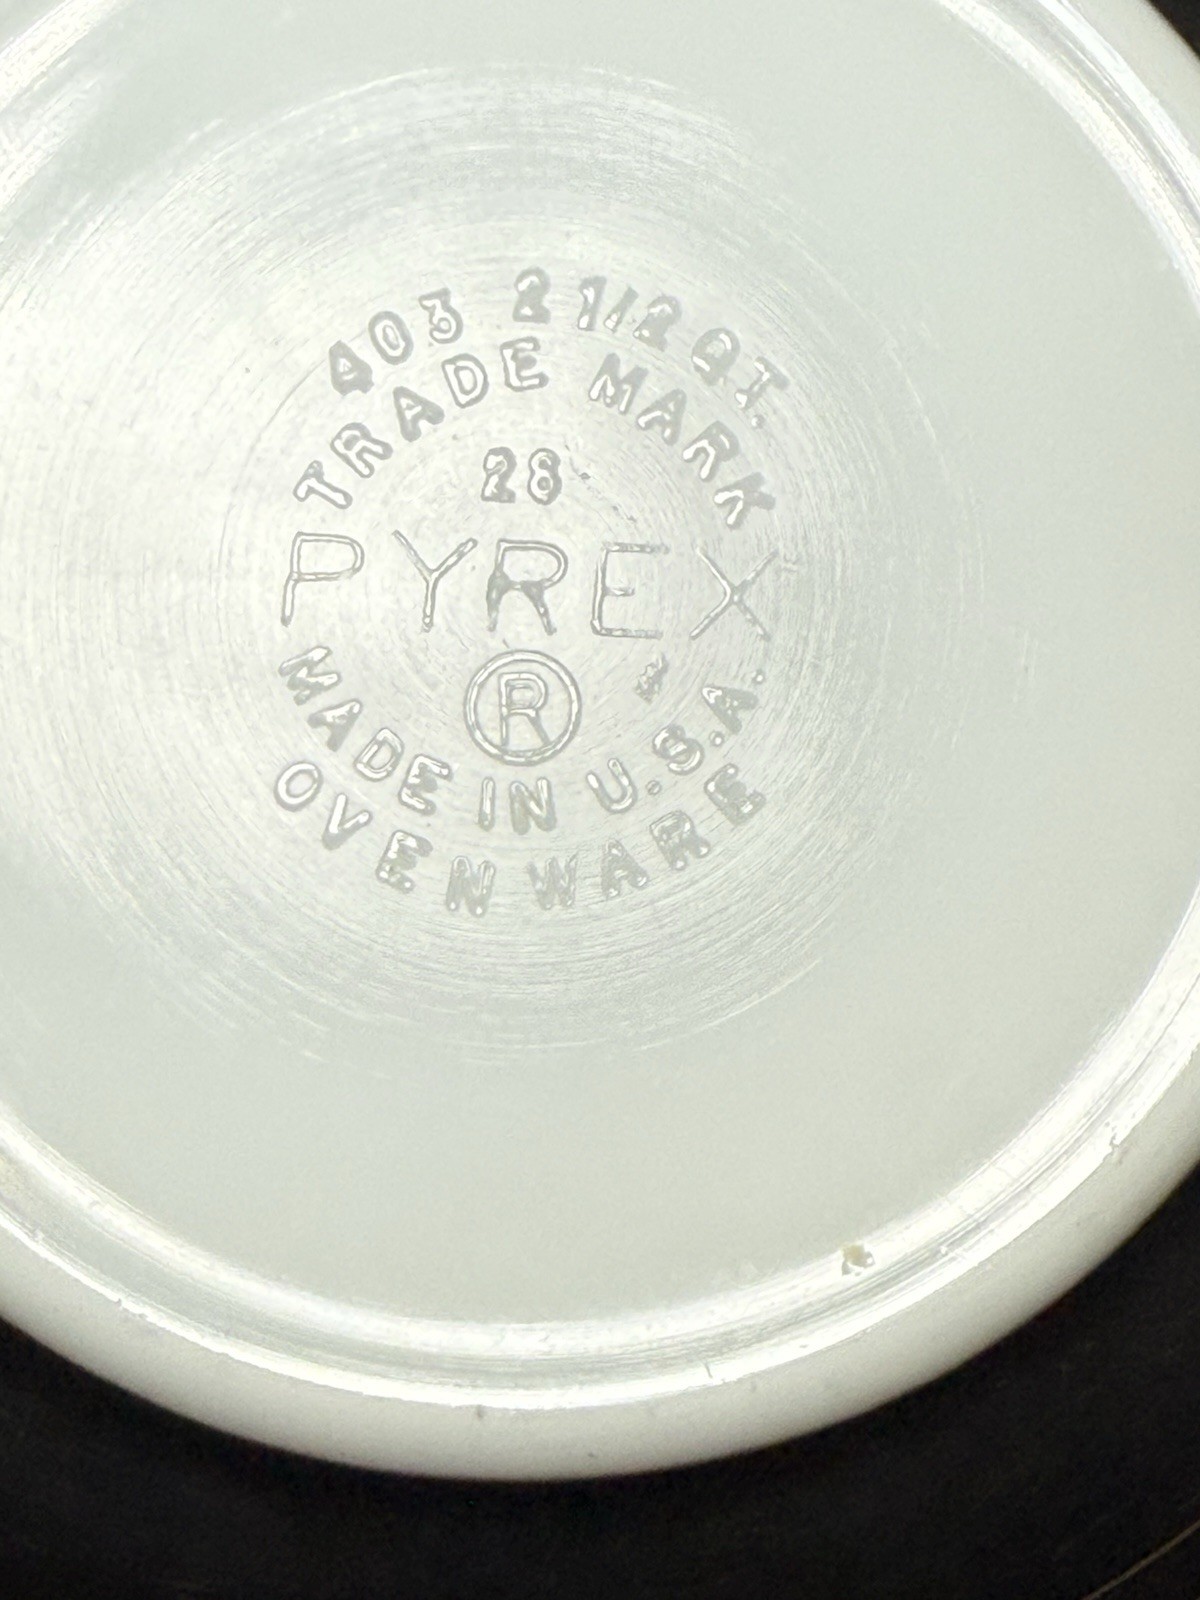 403 2 1/2 QT.
TRADE MARK
28
PYREX
®
MADE IN U.S.A.
OVEN WARE